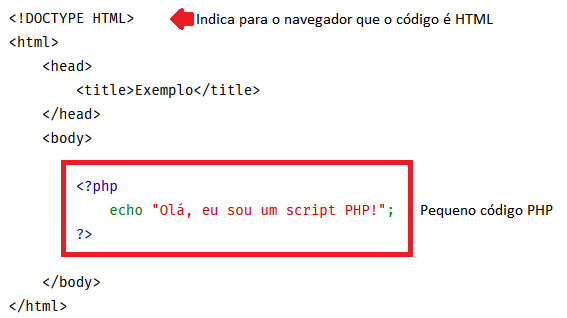 <!DOCTYPE HTML> Indica para o navegador que o código é HTML
<html>
<head>
<title>Exemplo</title>
</head>
<body>
<?php
echo "Olá, eu sou um script PHP!"; Pequeno código PHP
?>
</body>
</html>